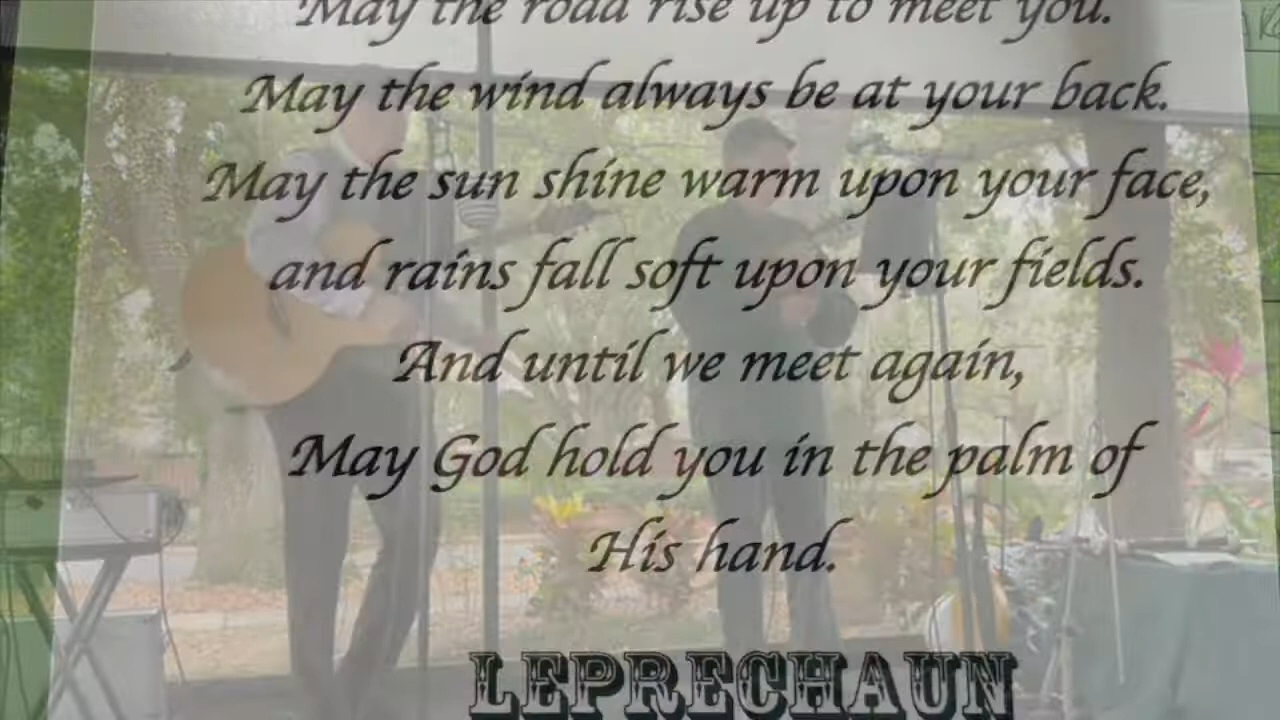 May the road rise up to meet you.
May the wind always be at your back.
May the sun shine warm upon your face,
and rains fall soft upon your fields.
And until we meet again,
May God hold you in the palm of
His hand.
LEPRECHAUN